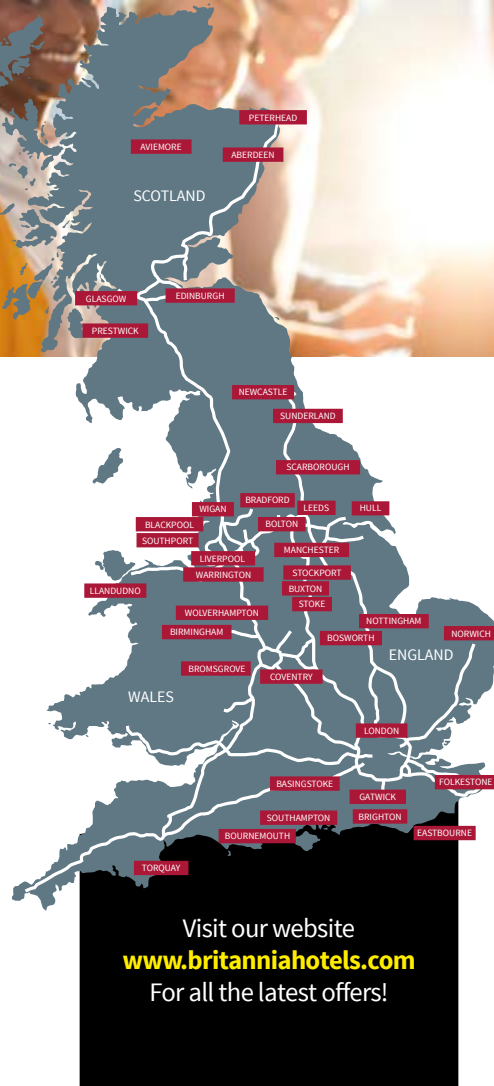 PETERHEAD
AVIEMORE
ABERDEEN
SCOTLAND
GLASGOW
EDINBURGH
PRESTWICK
NEWCASTLE
SUNDERLAND
SCARBOROUGH
BRADFORD
WIGAN
LEEDS
HULL
BLACKPOOL
BOLTON
SOUTHPORT
MANCHESTER
LIVERPOOL
WARRINGTON
STOCKPORT
LLANDUDNO
BUXTON
STOKE
WOLVERHAMPTON
NOTTINGHAM
BIRMINGHAM
BOSWORTH
NORWICH
ENGLAND
BROMSGROVE
COVENTRY
WALES
LONDON
BASINGSTOKE
FOLKESTONE
GATWICK
SOUTHAMPTON
BRIGHTON
BOURNEMOUTH
EASTBOURNE
TORQUAY
Visit our website
www.britanniahotels.com
For all the latest offers!